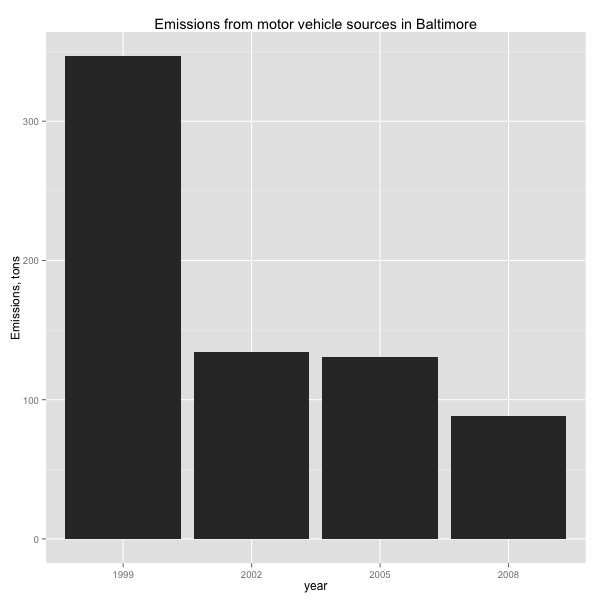 Emissions from motor vehicle sources in Baltimore
300
200
100
0
Emissions, tons
1999 2002 2005 2008
year